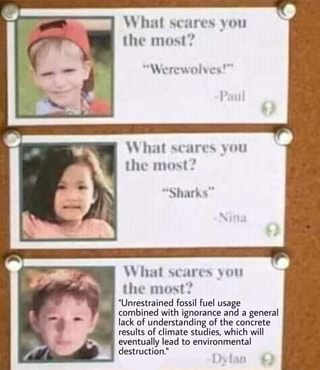 What scares you
the most?
"Werewolves!"
-Paul
What scares you
the most?
"Sharks"
-Nina
What scares you
the most?
"Unrestrained fossil fuel usage
combined with ignorance and a general
lack of understanding of the concrete
results of climate studies, which will
eventually lead to environmental
destruction."
-Dylan